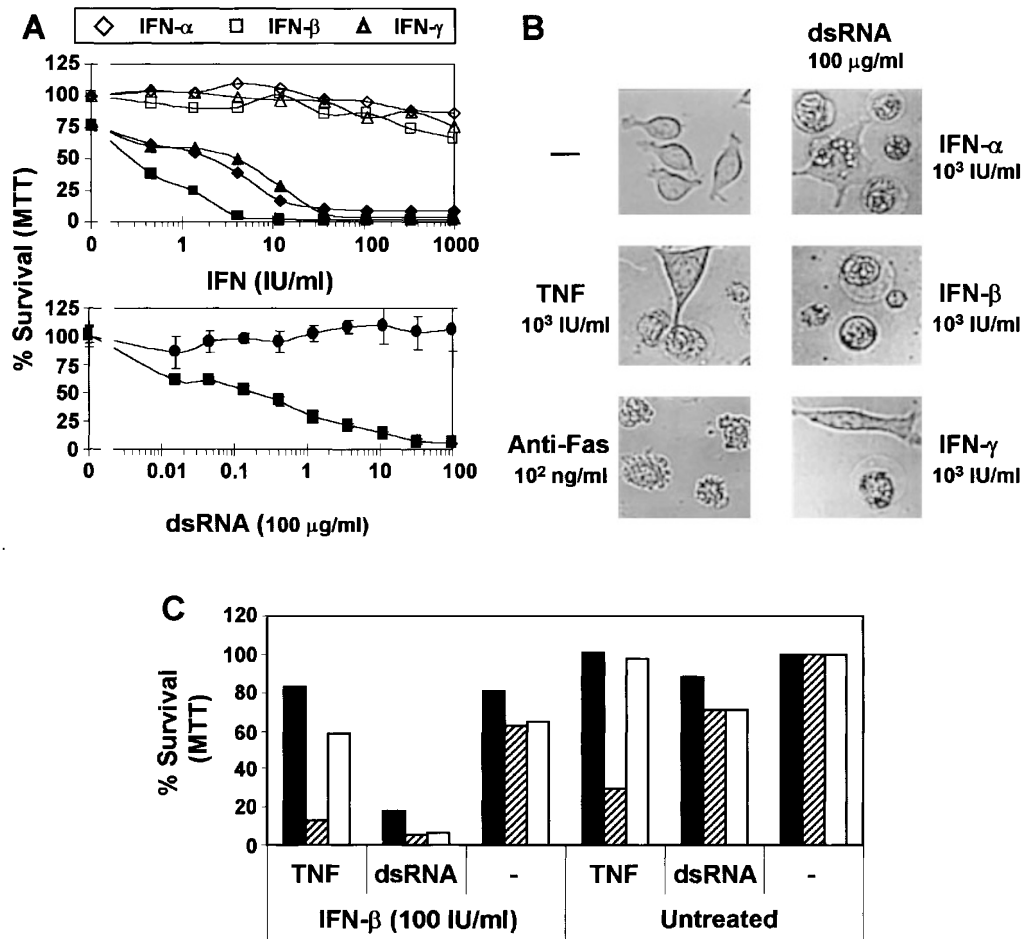 A
IFN-α IFN-β IFN-γ
125
100
75
50
25
0
0 1 10 100 1000
IFN (IU/ml)
125
100
75
50
25
0
0 0.01 0.1 1 10 100
dsRNA (100 µg/ml)
% Survival (MTT)
B
dsRNA
100 µg/ml
–
IFN-α
10³ IU/ml
TNF
10³ IU/ml
IFN-β
10³ IU/ml
Anti-Fas
10² ng/ml
IFN-γ
10³ IU/ml
C
120
100
80
60
40
20
0
% Survival
(MTT)
TNF dsRNA - TNF dsRNA -
IFN-β (100 IU/ml) Untreated